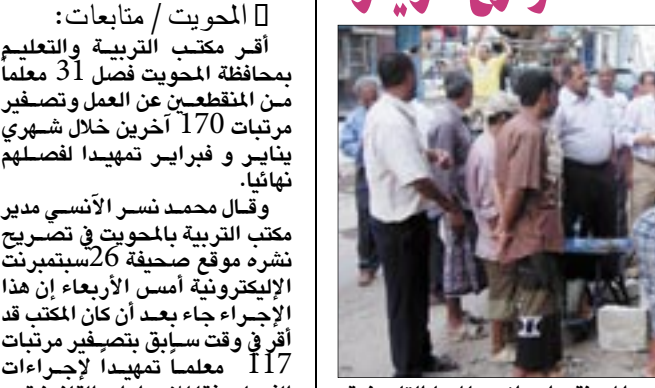 المحويت / متابعات:
أقر مكتب التربية والتعليم
بمحافظة المحويت فصل 31 معلماً
من المنقطعين عن العمل وتصفير
مرتبات 170 آخرين خلال شهري
يناير و فبراير تمهيدا لفصلهم
نهائيا.
وقال محمد نسر الآنسي مدير
مكتب التربية بالمحويت في تصريح
نشره موقع صحيفة 26سبتمبرنت
الإليكترونية أمس الأربعاء إن هذا
الإجراء جاء بعد أن كان المكتب قد
أقر في وقت سابق بتصفير مرتبات
117 معلماً تمهيداً لإجراءات